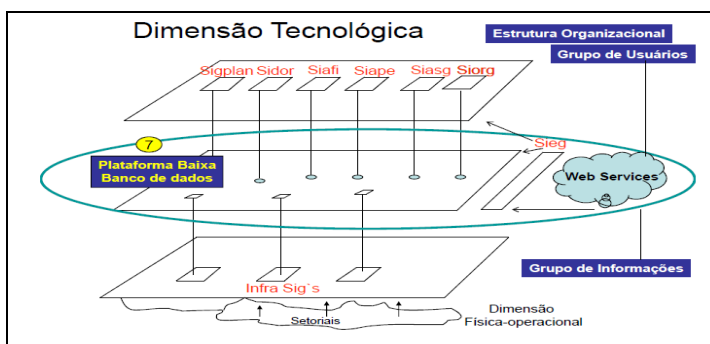 Dimensão Tecnológica
Estrutura Organizacional
Grupo de Usuários
Sigplan Sidor Siafi Siape Siasg Siorg
7
Sieg
Plataforma Baixa
Banco de dados
Web Services
Grupo de Informações
Infra Sig´s
Setoriais
Dimensão
Física-operacional